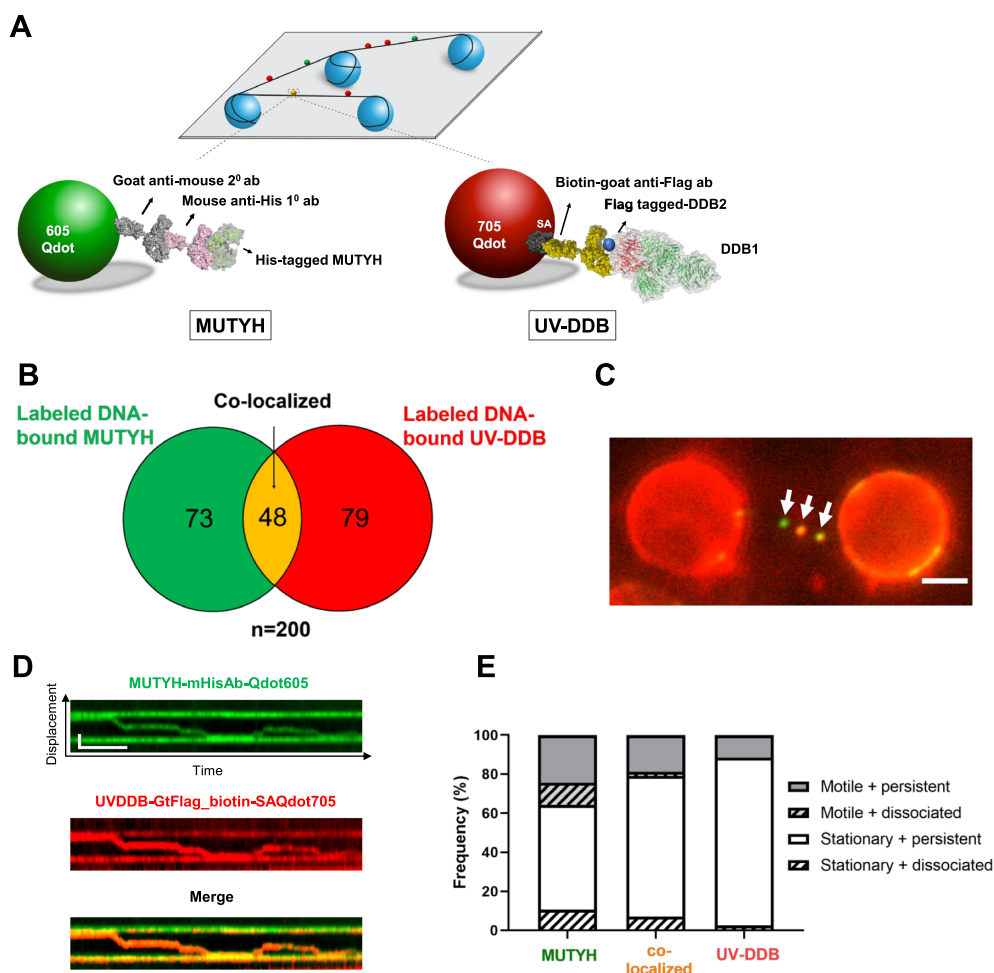 A
Goat anti-mouse 2⁰ ab
Mouse anti-His 1⁰ ab
605
Qdot
His-tagged MUTYH
MUTYH
Biotin-goat anti-Flag ab
Flag tagged-DDB2
705
Qdot
SA
DDB1
UV-DDB
B
Co-localized
Labeled DNA-
bound MUTYH
Labeled DNA-
bound UV-DDB
73
48
79
n=200
C
D
MUTYH-mHisAb-Qdot605
Displacement
Time
UVDDB-GtFlag_biotin-SAQdot705
Merge
E
Frequency (%)
100
80
60
40
20
0
MUTYH
co-
localized
UV-DDB
Motile + persistent
Motile + dissociated
Stationary + persistent
Stationary + dissociated